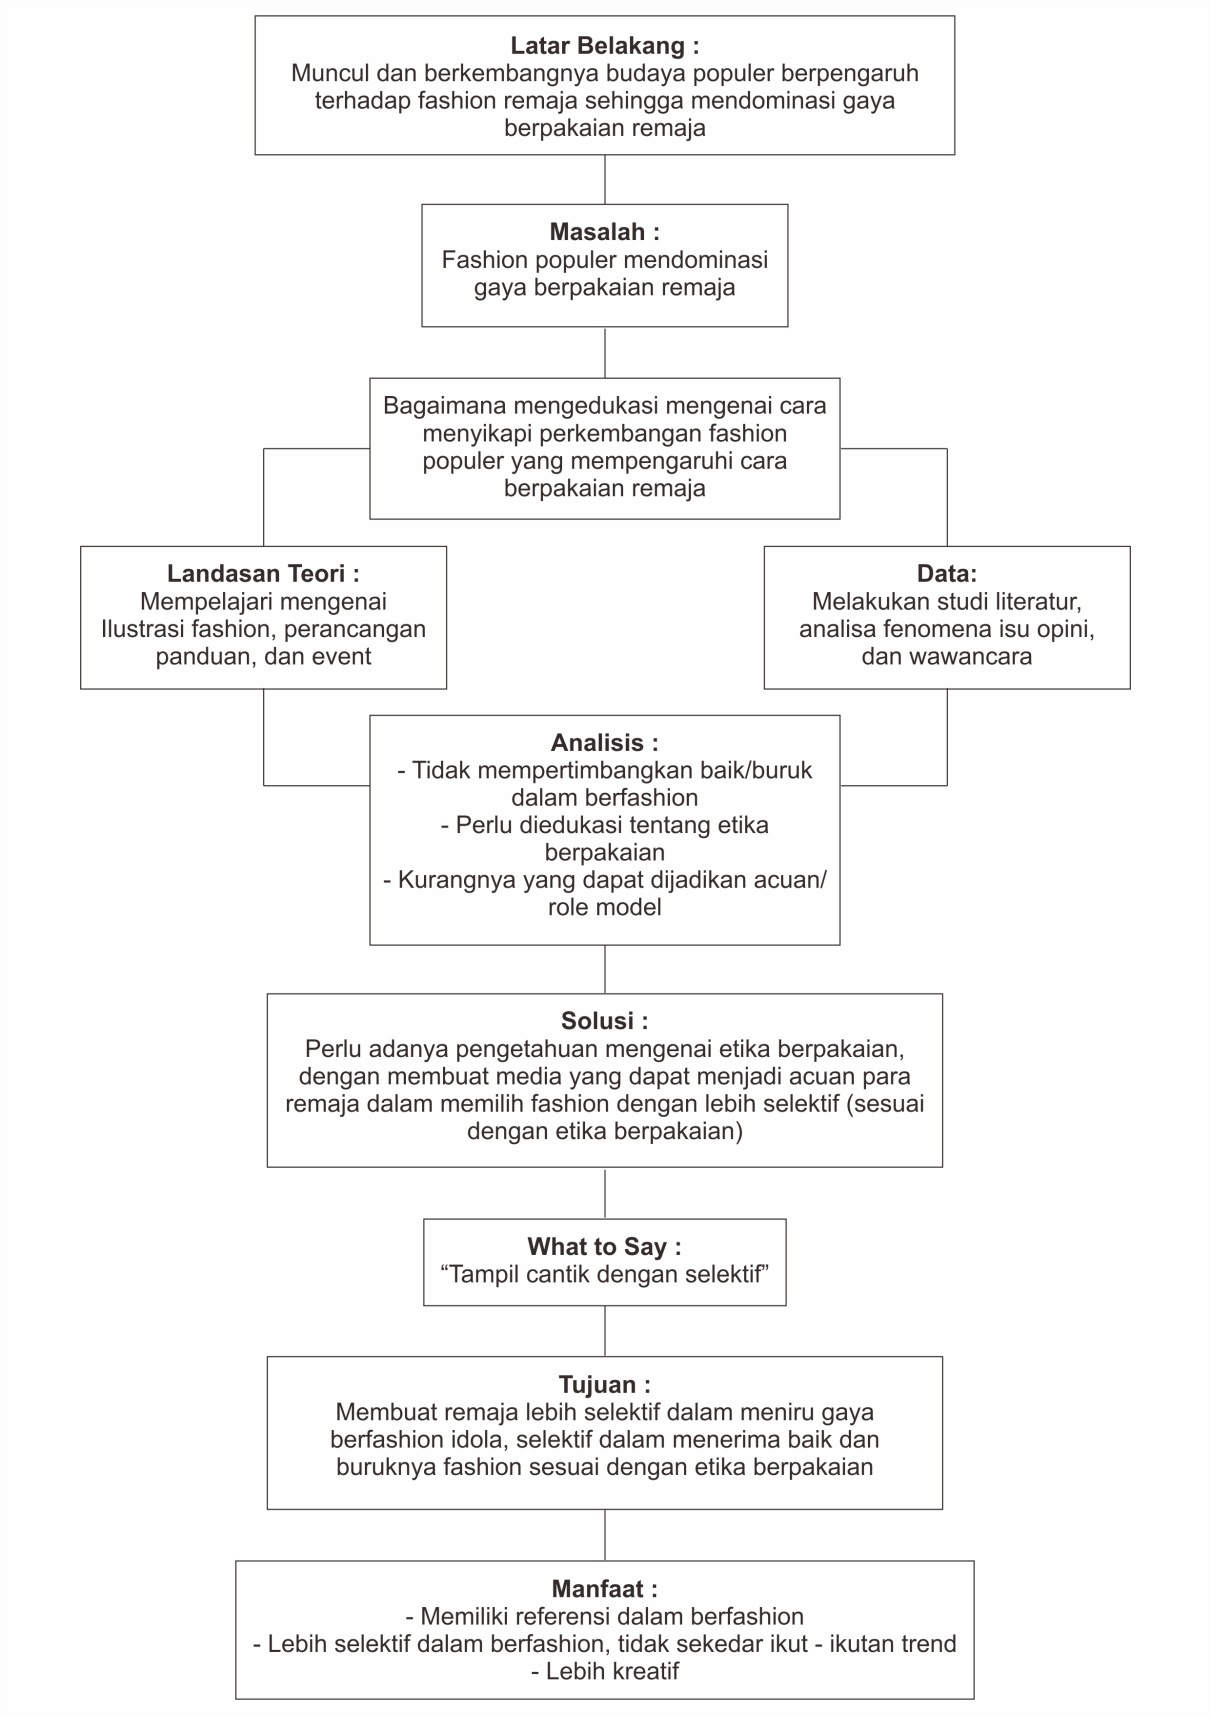 Latar Belakang :
Muncul dan berkembangnya budaya populer berpengaruh
terhadap fashion remaja sehingga mendominasi gaya
berpakaian remaja
Masalah :
Fashion populer mendominasi
gaya berpakaian remaja
Bagaimana mengedukasi mengenai cara
menyikapi perkembangan fashion
populer yang mempengaruhi cara
berpakaian remaja
Landasan Teori :
Mempelajari mengenai
Ilustrasi fashion, perancangan
panduan, dan event
Data:
Melakukan studi literatur,
analisa fenomena isu opini,
dan wawancara
Analisis :
- Tidak mempertimbangkan baik/buruk
dalam berfashion
- Perlu diedukasi tentang etika
berpakaian
- Kurangnya yang dapat dijadikan acuan/
role model
Solusi :
Perlu adanya pengetahuan mengenai etika berpakaian,
dengan membuat media yang dapat menjadi acuan para
remaja dalam memilih fashion dengan lebih selektif (sesuai
dengan etika berpakaian)
What to Say :
“Tampil cantik dengan selektif”
Tujuan :
Membuat remaja lebih selektif dalam meniru gaya
berfashion idola, selektif dalam menerima baik dan
buruknya fashion sesuai dengan etika berpakaian
Manfaat :
- Memiliki referensi dalam berfashion
- Lebih selektif dalam berfashion, tidak sekedar ikut - ikutan trend
- Lebih kreatif